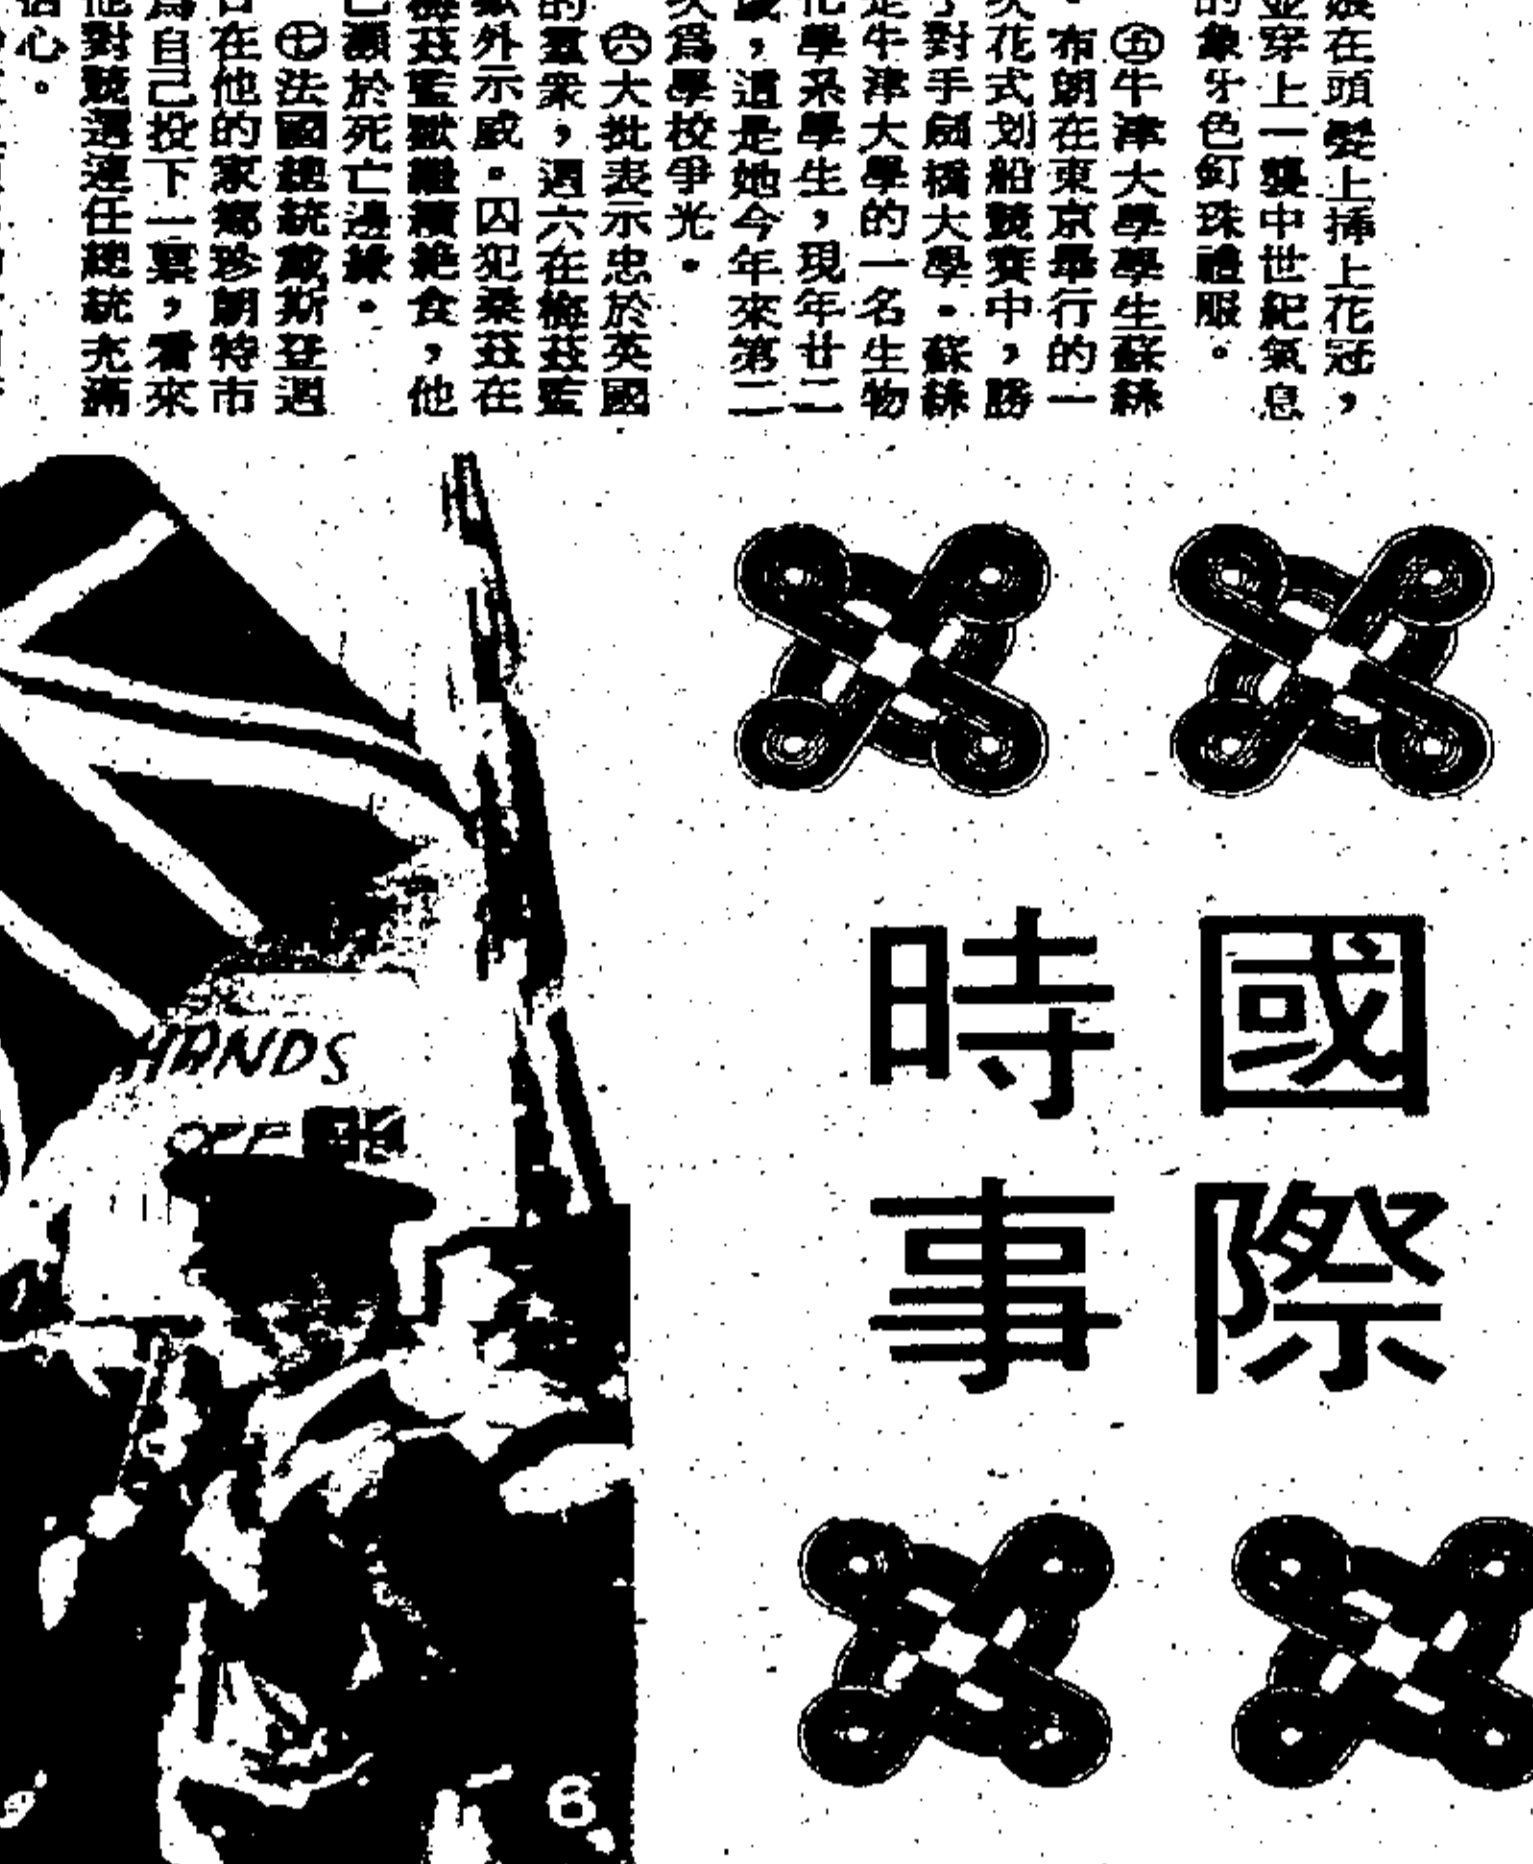 在頭髮上挿上花冠，
並穿上一襲中世紀氣息
的象牙色釘珠禮服。
㊄牛津大學學生蘇絲
・布朗在東京舉行的一
次花式划船競賽中，勝
了對手劍橋大學。蘇絲
是牛津大學的一名生物
化學系學生，現年廿二
歲，這是她今年來第二
次爲學校爭光。
㊅大批表示忠於英國
的羣衆，週六在梅茲監
獄外示威。囚犯桑茲在
梅茲監獄繼續絶食，他
已瀕於死亡邊緣。
㊉法國總統戴斯登週
日在他的家鄉珍朗特市
爲自己投下一票，看來
他對競選連任總統充滿
信心。
國際
時事
HANDS
OFF
6